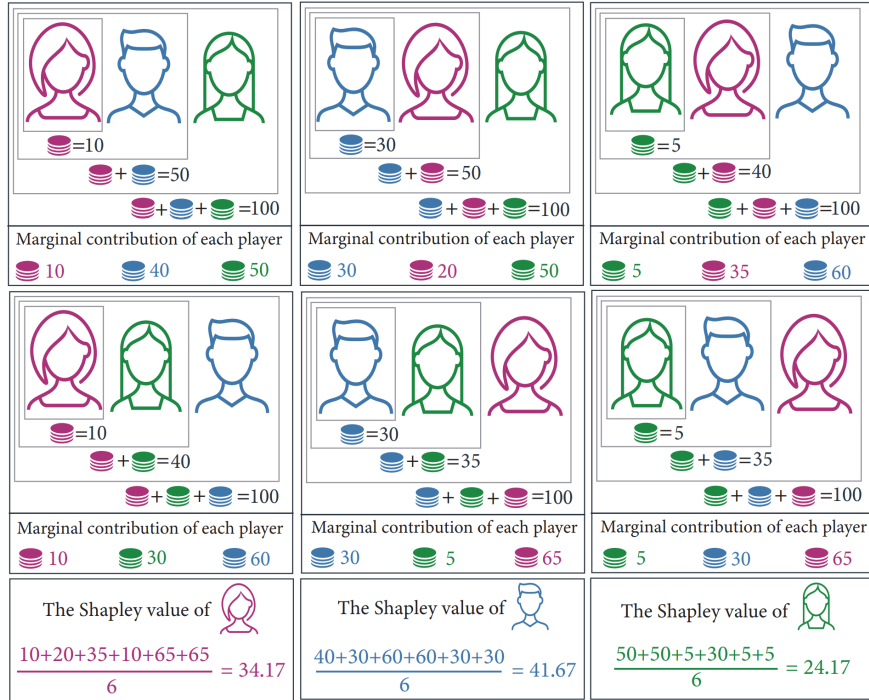 =10
+ =50
+ + =100
Marginal contribution of each player
10 40 50
=30
+ =50
+ + =100
Marginal contribution of each player
30 20 50
=5
+ =40
+ + =100
Marginal contribution of each player
5 35 60
=10
+ =40
+ + =100
Marginal contribution of each player
10 30 60
=30
+ =35
+ + =100
Marginal contribution of each player
30 5 65
=5
+ =35
+ + =100
Marginal contribution of each player
5 30 65
The Shapley value of
10+20+35+10+65+65
6
= 34.17
The Shapley value of
40+30+60+60+30+30
6
= 41.67
The Shapley value of
50+50+5+30+5+5
6
= 24.17